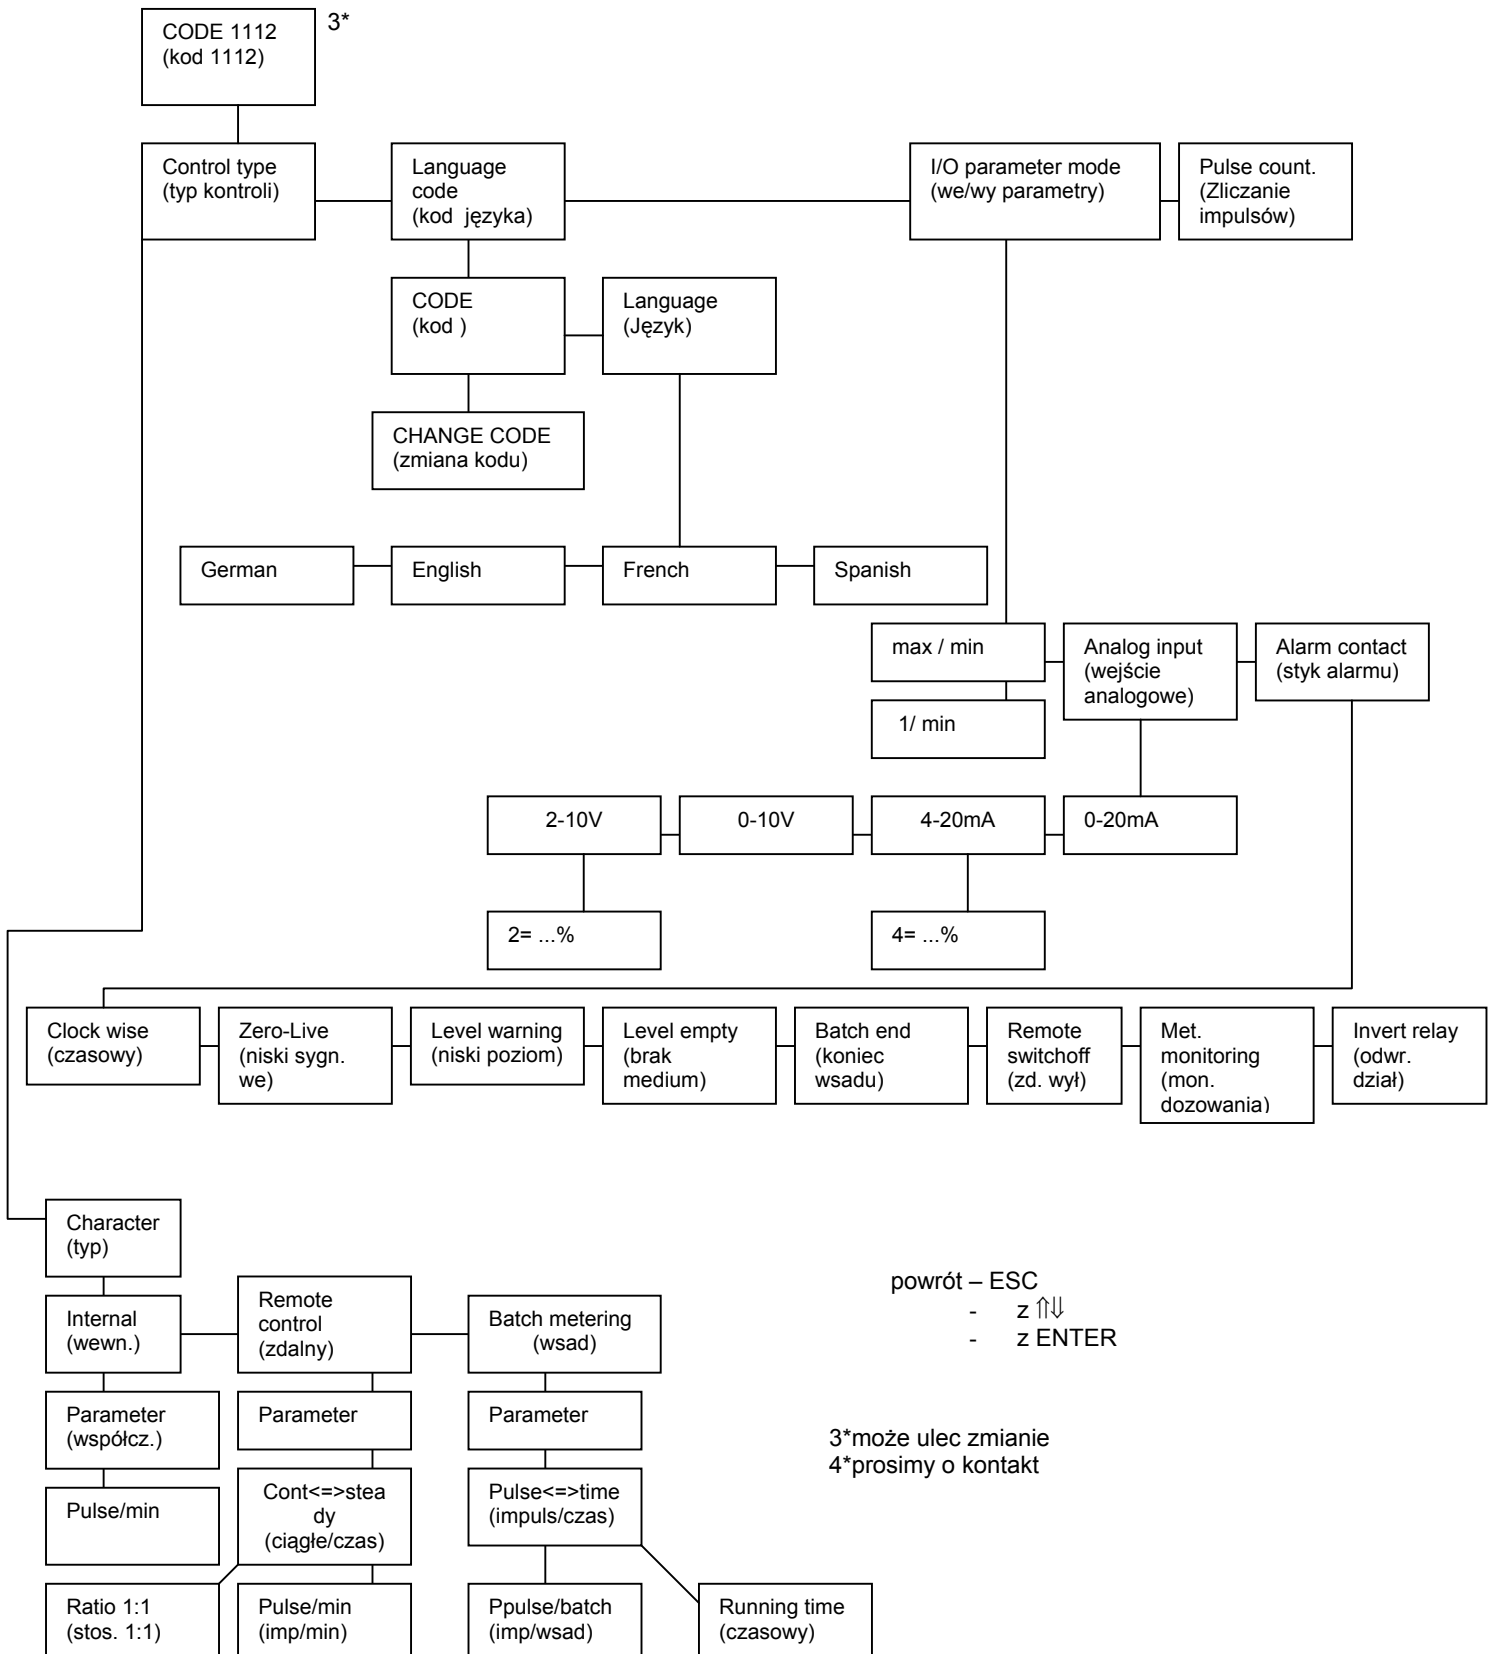 CODE 1112
(kod 1112)
3*
Control type
(typ kontroli)
Language
code
(kod języka)
I/O parameter mode
(we/wy parametry)
Pulse count.
(Zliczanie
impulsów)
CODE
(kod )
Language
(Język)
CHANGE CODE
(zmiana kodu)
German
English
French
Spanish
max / min
Analog input
(wejście
analogowe)
Alarm contact
(styk alarmu)
1/ min
2-10V
0-10V
4-20mA
0-20mA
2= ...%
4= ...%
Clock wise
(czasowy)
Zero-Live
(niski sygn.
we)
Level warning
(niski poziom)
Level empty
(brak
medium)
Batch end
(koniec
wsadu)
Remote
switchoff
(zd. wył)
Met.
monitoring
(mon.
dozowania)
Invert relay
(odwr.
dział)
Character
(typ)
Internal
(wewn.)
Remote
control
(zdalny)
Batch metering
(wsad)
powrót – ESC
- z ⇑⇓
- z ENTER
Parameter
(współcz.)
Parameter
Parameter
3*może ulec zmianie
4*prosimy o kontakt
Pulse/min
Cont<=>stea
dy
(ciągłe/czas)
Pulse<=>time
(impuls/czas)
Ratio 1:1
(stos. 1:1)
Pulse/min
(imp/min)
Ppulse/batch
(imp/wsad)
Running time
(czasowy)